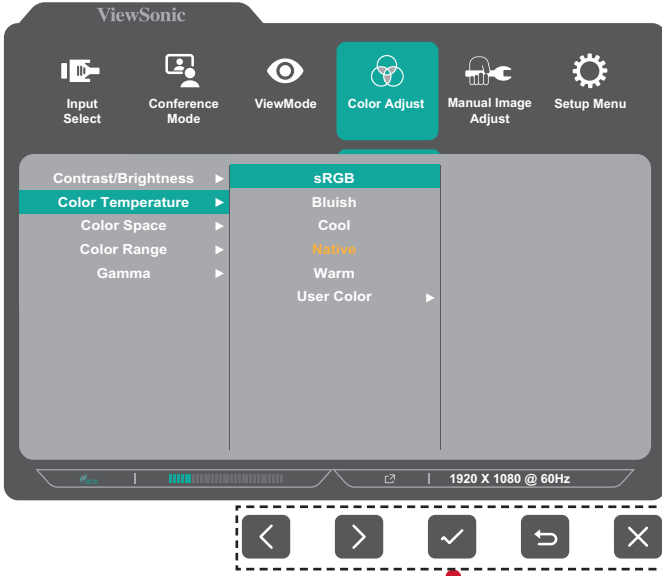 ViewSonic
Input
Select
Conference
Mode
ViewMode
Color Adjust
Manual Image
Adjust
Setup Menu
Contrast/Brightness
Color Temperature
Color Space
Color Range
Gamma
sRGB
Bluish
Cool
Native
Warm
User Color
1920 X 1080 @ 60Hz